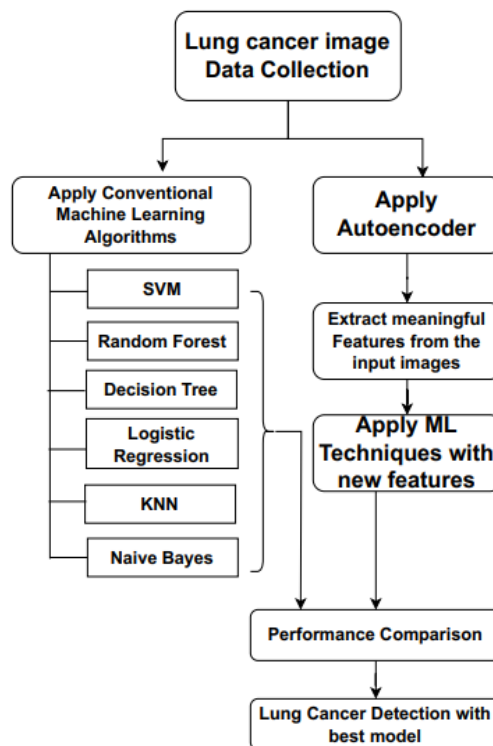 Lung cancer image
Data Collection
Apply Conventional
Machine Learning
Algorithms
Apply
Autoencoder
SVM
Random Forest
Decision Tree
Logistic
Regression
KNN
Naive Bayes
Extract meaningful
Features from the
input images
Apply ML
Techniques with
new features
Performance Comparison
Lung Cancer Detection with
best model